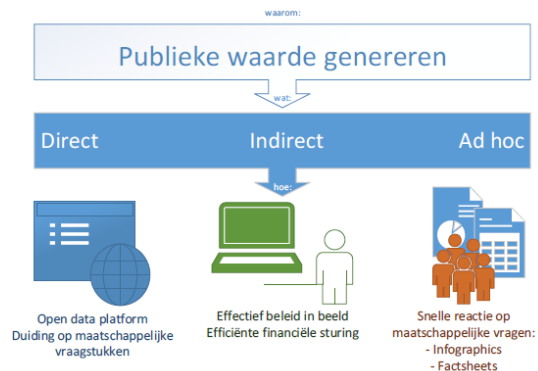 waarom:
Publieke waarde genereren
wat:
Direct
Indirect
Ad hoc
hoe:
Open data platform
Duiding op maatschappelijke
vraagstukken
Effectief beleid in beeld
Efficiënte financiële sturing
Snelle reactie op
maatschappelijke vragen:
- Infographics
- Factsheets